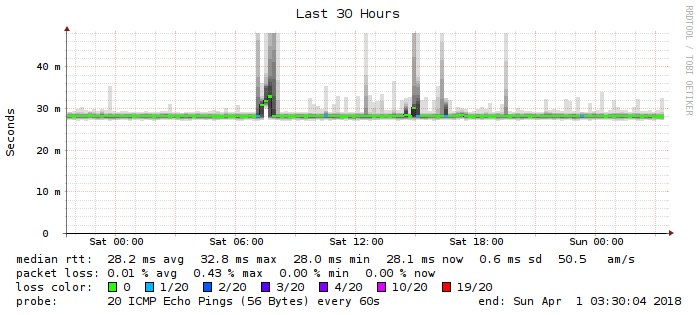 Last 30 Hours
RRDTOOL / TOBI OETIKER
Seconds
40 m
30 m
20 m
10 m
0
Sat 00:00 Sat 06:00 Sat 12:00 Sat 18:00 Sun 00:00
median rtt: 28.2 ms avg 32.8 ms max 28.0 ms min 28.1 ms now 0.6 ms sd 50.5 am/s
packet loss: 0.01 % avg 0.43 % max 0.00 % min 0.00 % now
loss color: 0 1/20 2/20 3/20 4/20 10/20 19/20
probe: 20 ICMP Echo Pings (56 Bytes) every 60s end: Sun Apr 1 03:30:04 2018